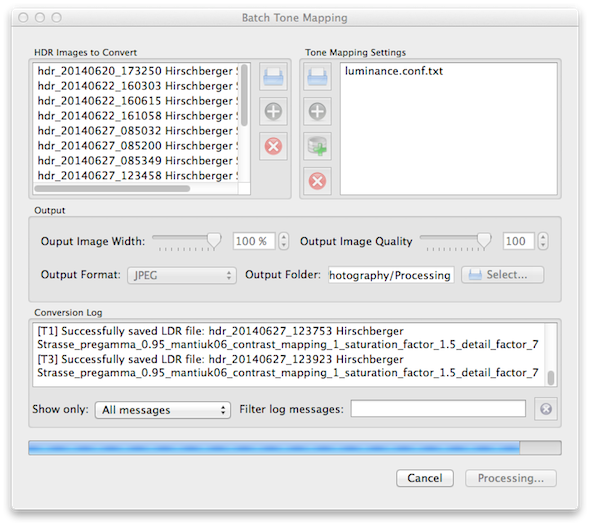 Batch Tone Mapping
HDR Images to Convert
hdr_20140620_173250 Hirschberger
hdr_20140622_160303 Hirschberger
hdr_20140622_160615 Hirschberger
hdr_20140622_161058 Hirschberger
hdr_20140627_085032 Hirschberger
hdr_20140627_085200 Hirschberger
hdr_20140627_085349 Hirschberger
hdr_20140627_123458 Hirschberger
Tone Mapping Settings
luminance.conf.txt
Output
Ouput Image Width: 100 % Output Image Quality 100
Output Format: JPEG Output Folder: hotography/Processing Select...
Conversion Log
[T1] Successfully saved LDR file: hdr_20140627_123753 Hirschberger
Strasse_pregamma_0.95_mantiuk06_contrast_mapping_1_saturation_factor_1.5_detail_factor_7
[T3] Successfully saved LDR file: hdr_20140627_123923 Hirschberger
Strasse_pregamma_0.95_mantiuk06_contrast_mapping_1_saturation_factor_1.5_detail_factor_7
Show only: All messages Filter log messages:
Cancel Processing...